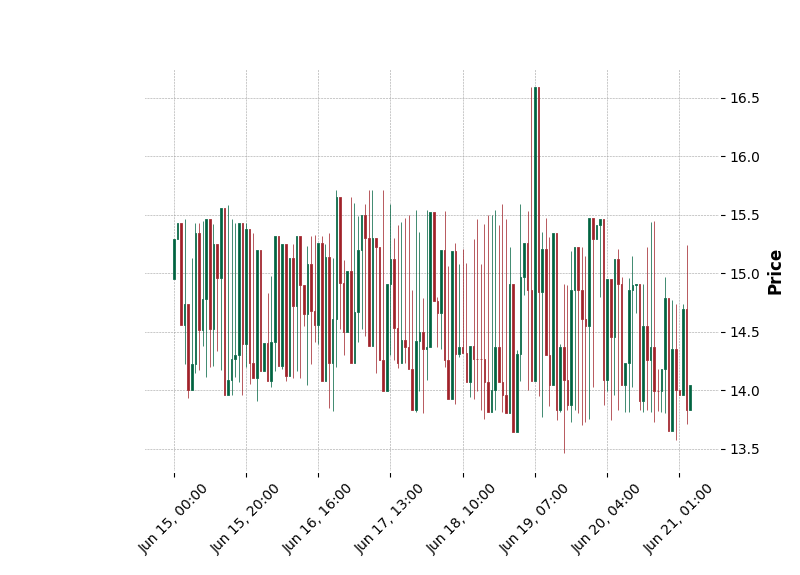 16.5
16.0
15.5
15.0
14.5
14.0
13.5
Price
Jun 15, 00:00
Jun 15, 20:00
Jun 16, 16:00
Jun 17, 13:00
Jun 18, 10:00
Jun 19, 07:00
Jun 20, 04:00
Jun 21, 01:00